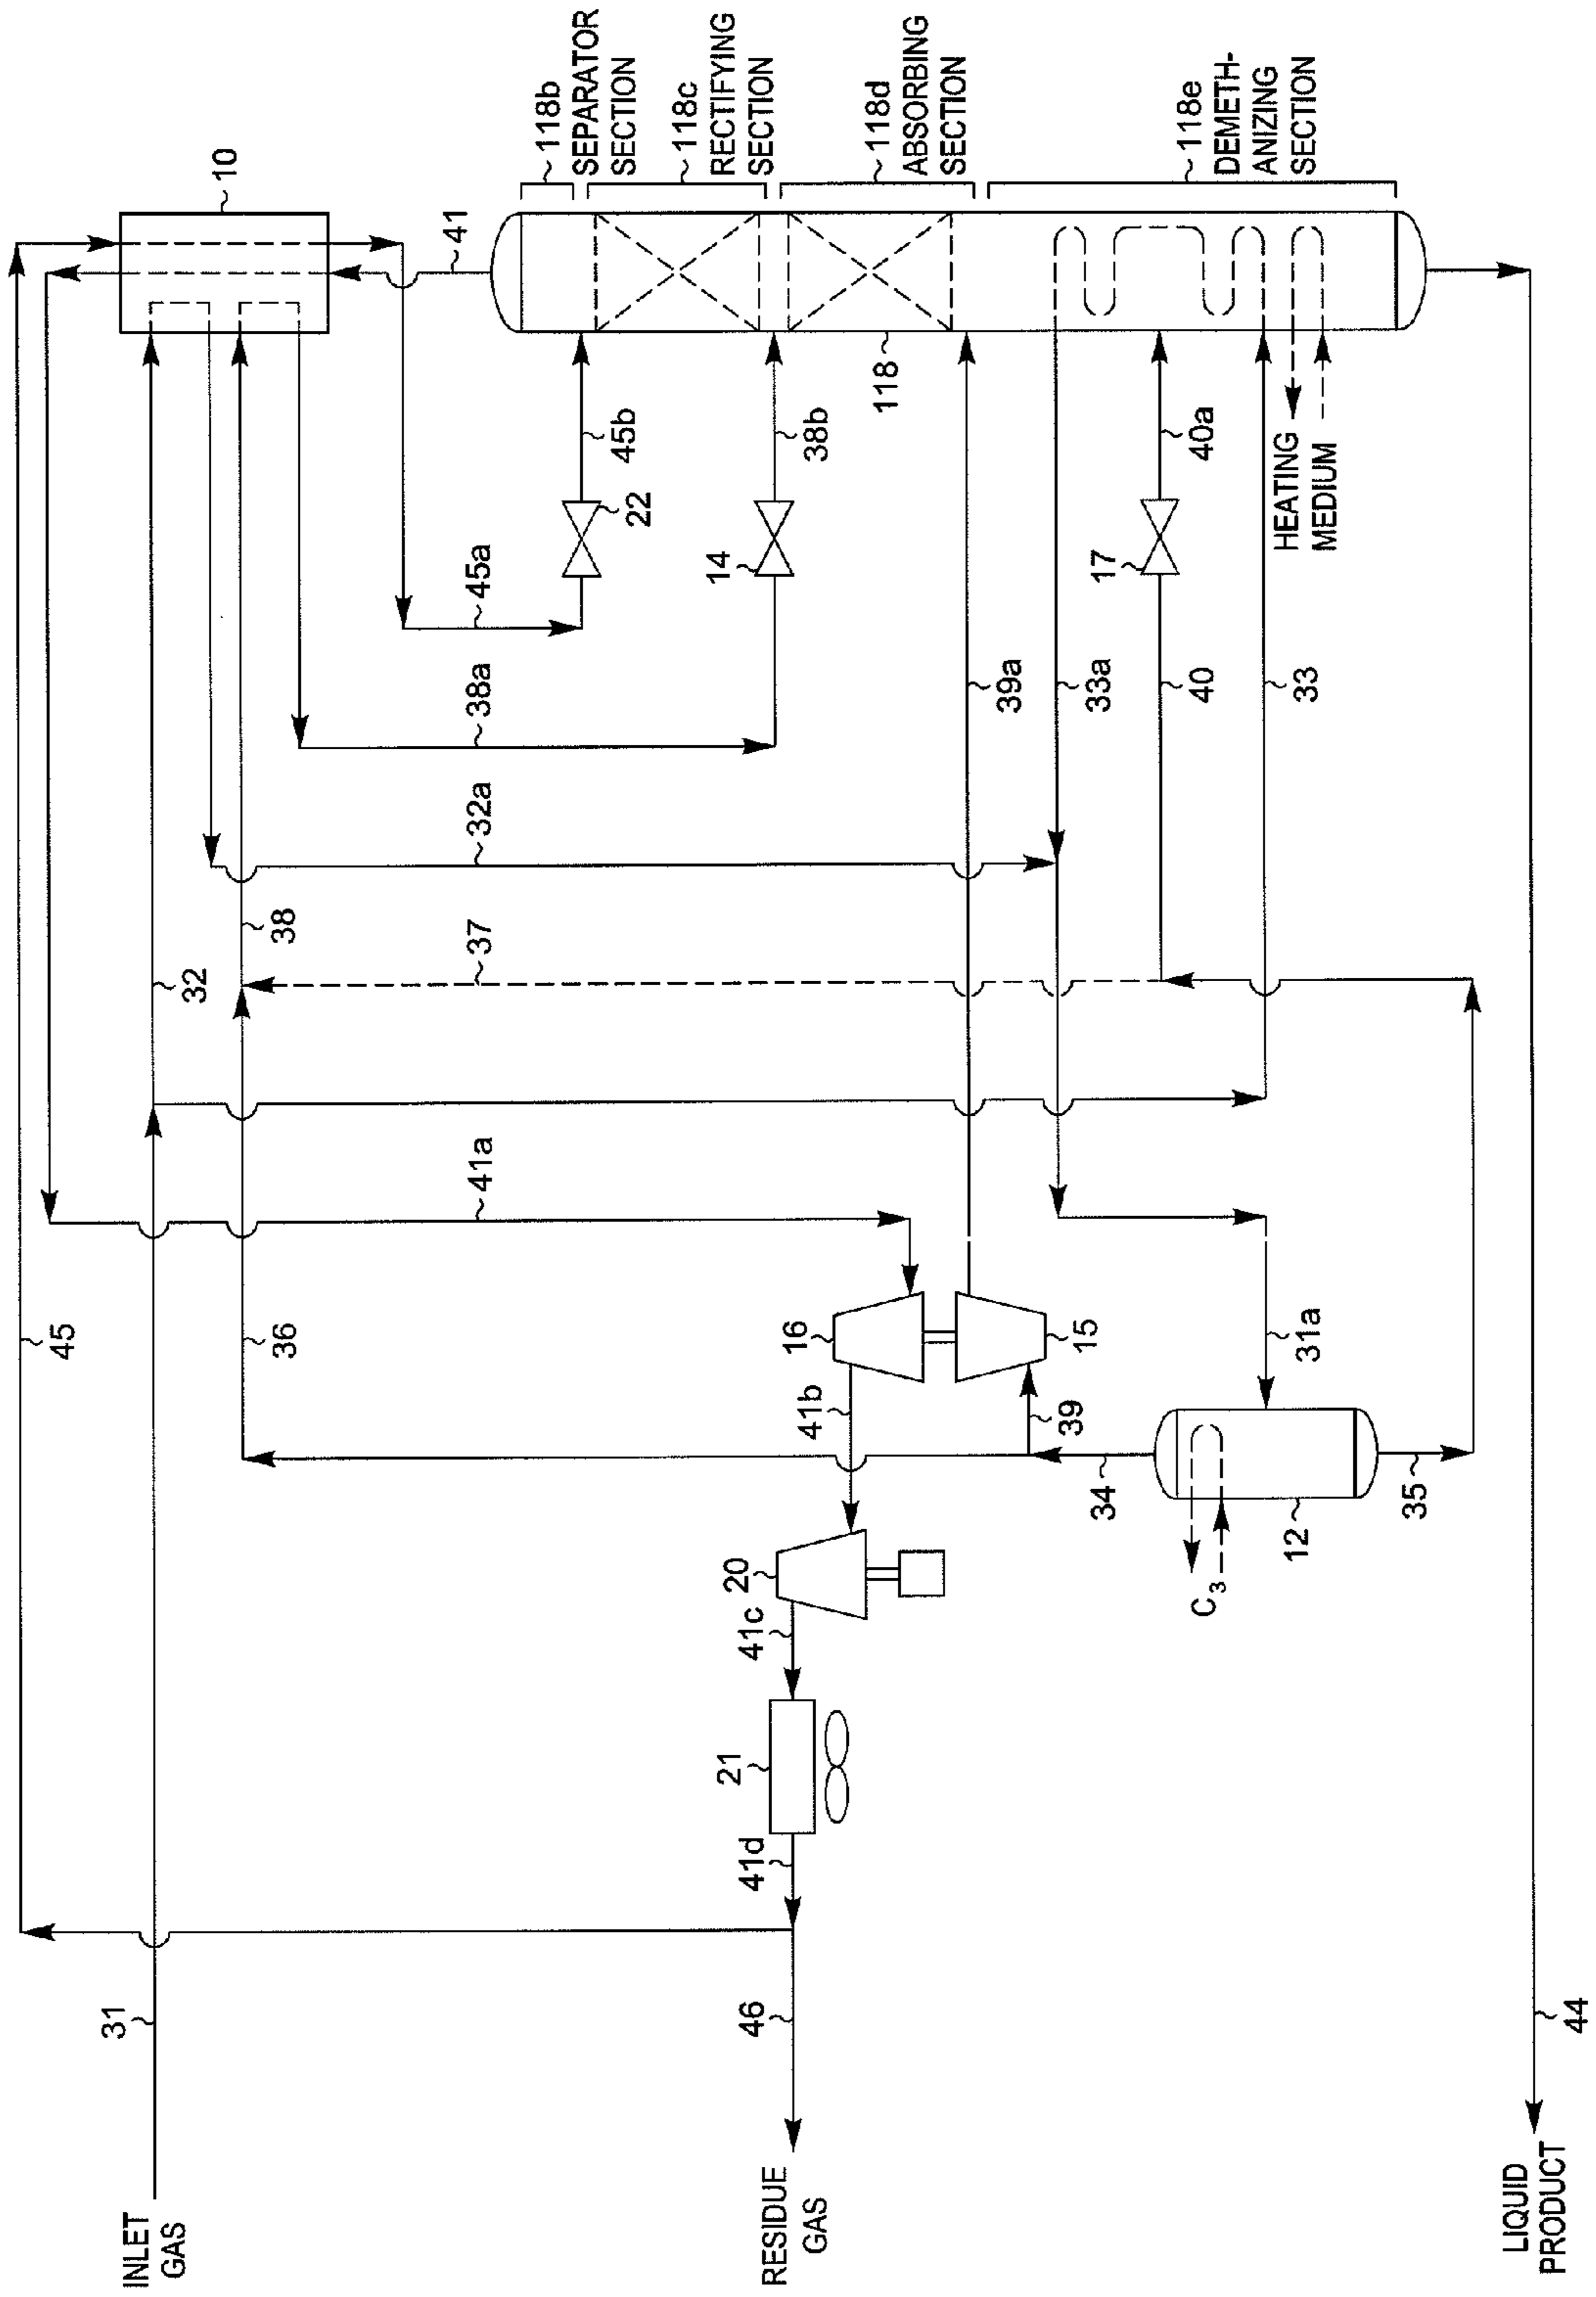 INLET
GAS
31
RESIDUE
GAS
46
LIQUID
PRODUCT
44
45
41d
21
41c
20
41b
16
15
39
34
35
12
C3
31a
36
41a
32
38
37
32a
38a
45a
39a
33a
40
33
14
22
17
45b
38b
40a
HEATING
MEDIUM
118
10
41
118b
SEPARATOR
SECTION
118c
RECTIFYING
SECTION
118d
ABSORBING
SECTION
118e
DEMETH-
ANIZING
SECTION